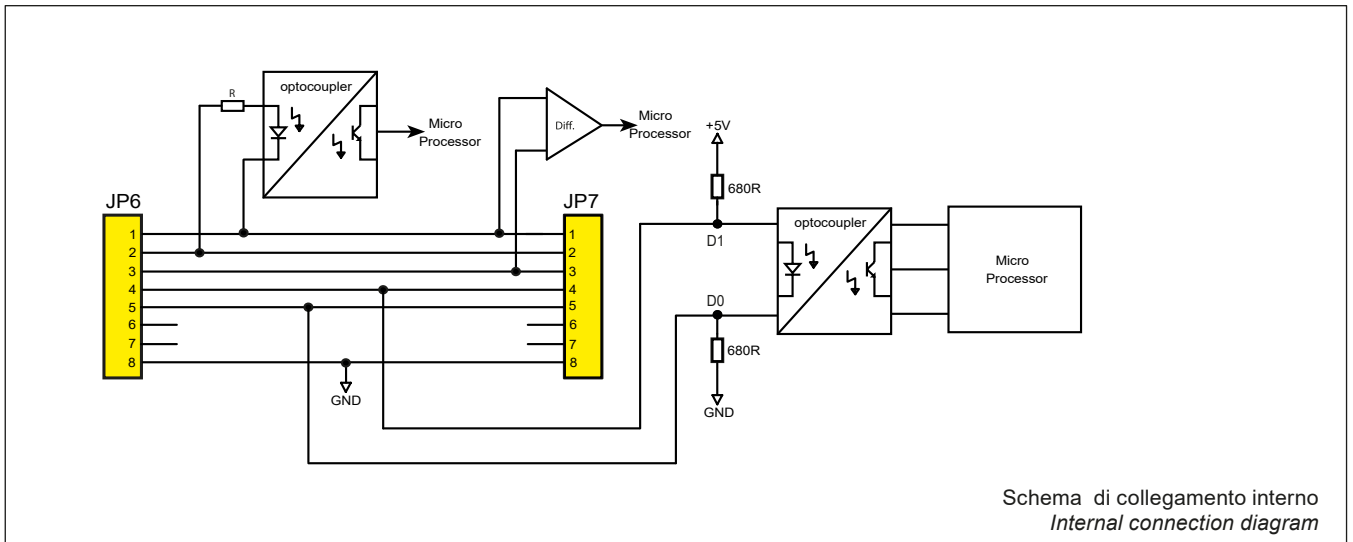 optocoupler
R
Micro
Processor
Diff.
Micro
Processor
+5V
680R
JP6
JP7
1
2
3
4
5
6
7
8
1
2
3
4
5
6
7
8
GND
D1
D0
680R
GND
optocoupler
Micro
Processor
Schema di collegamento interno
Internal connection diagram